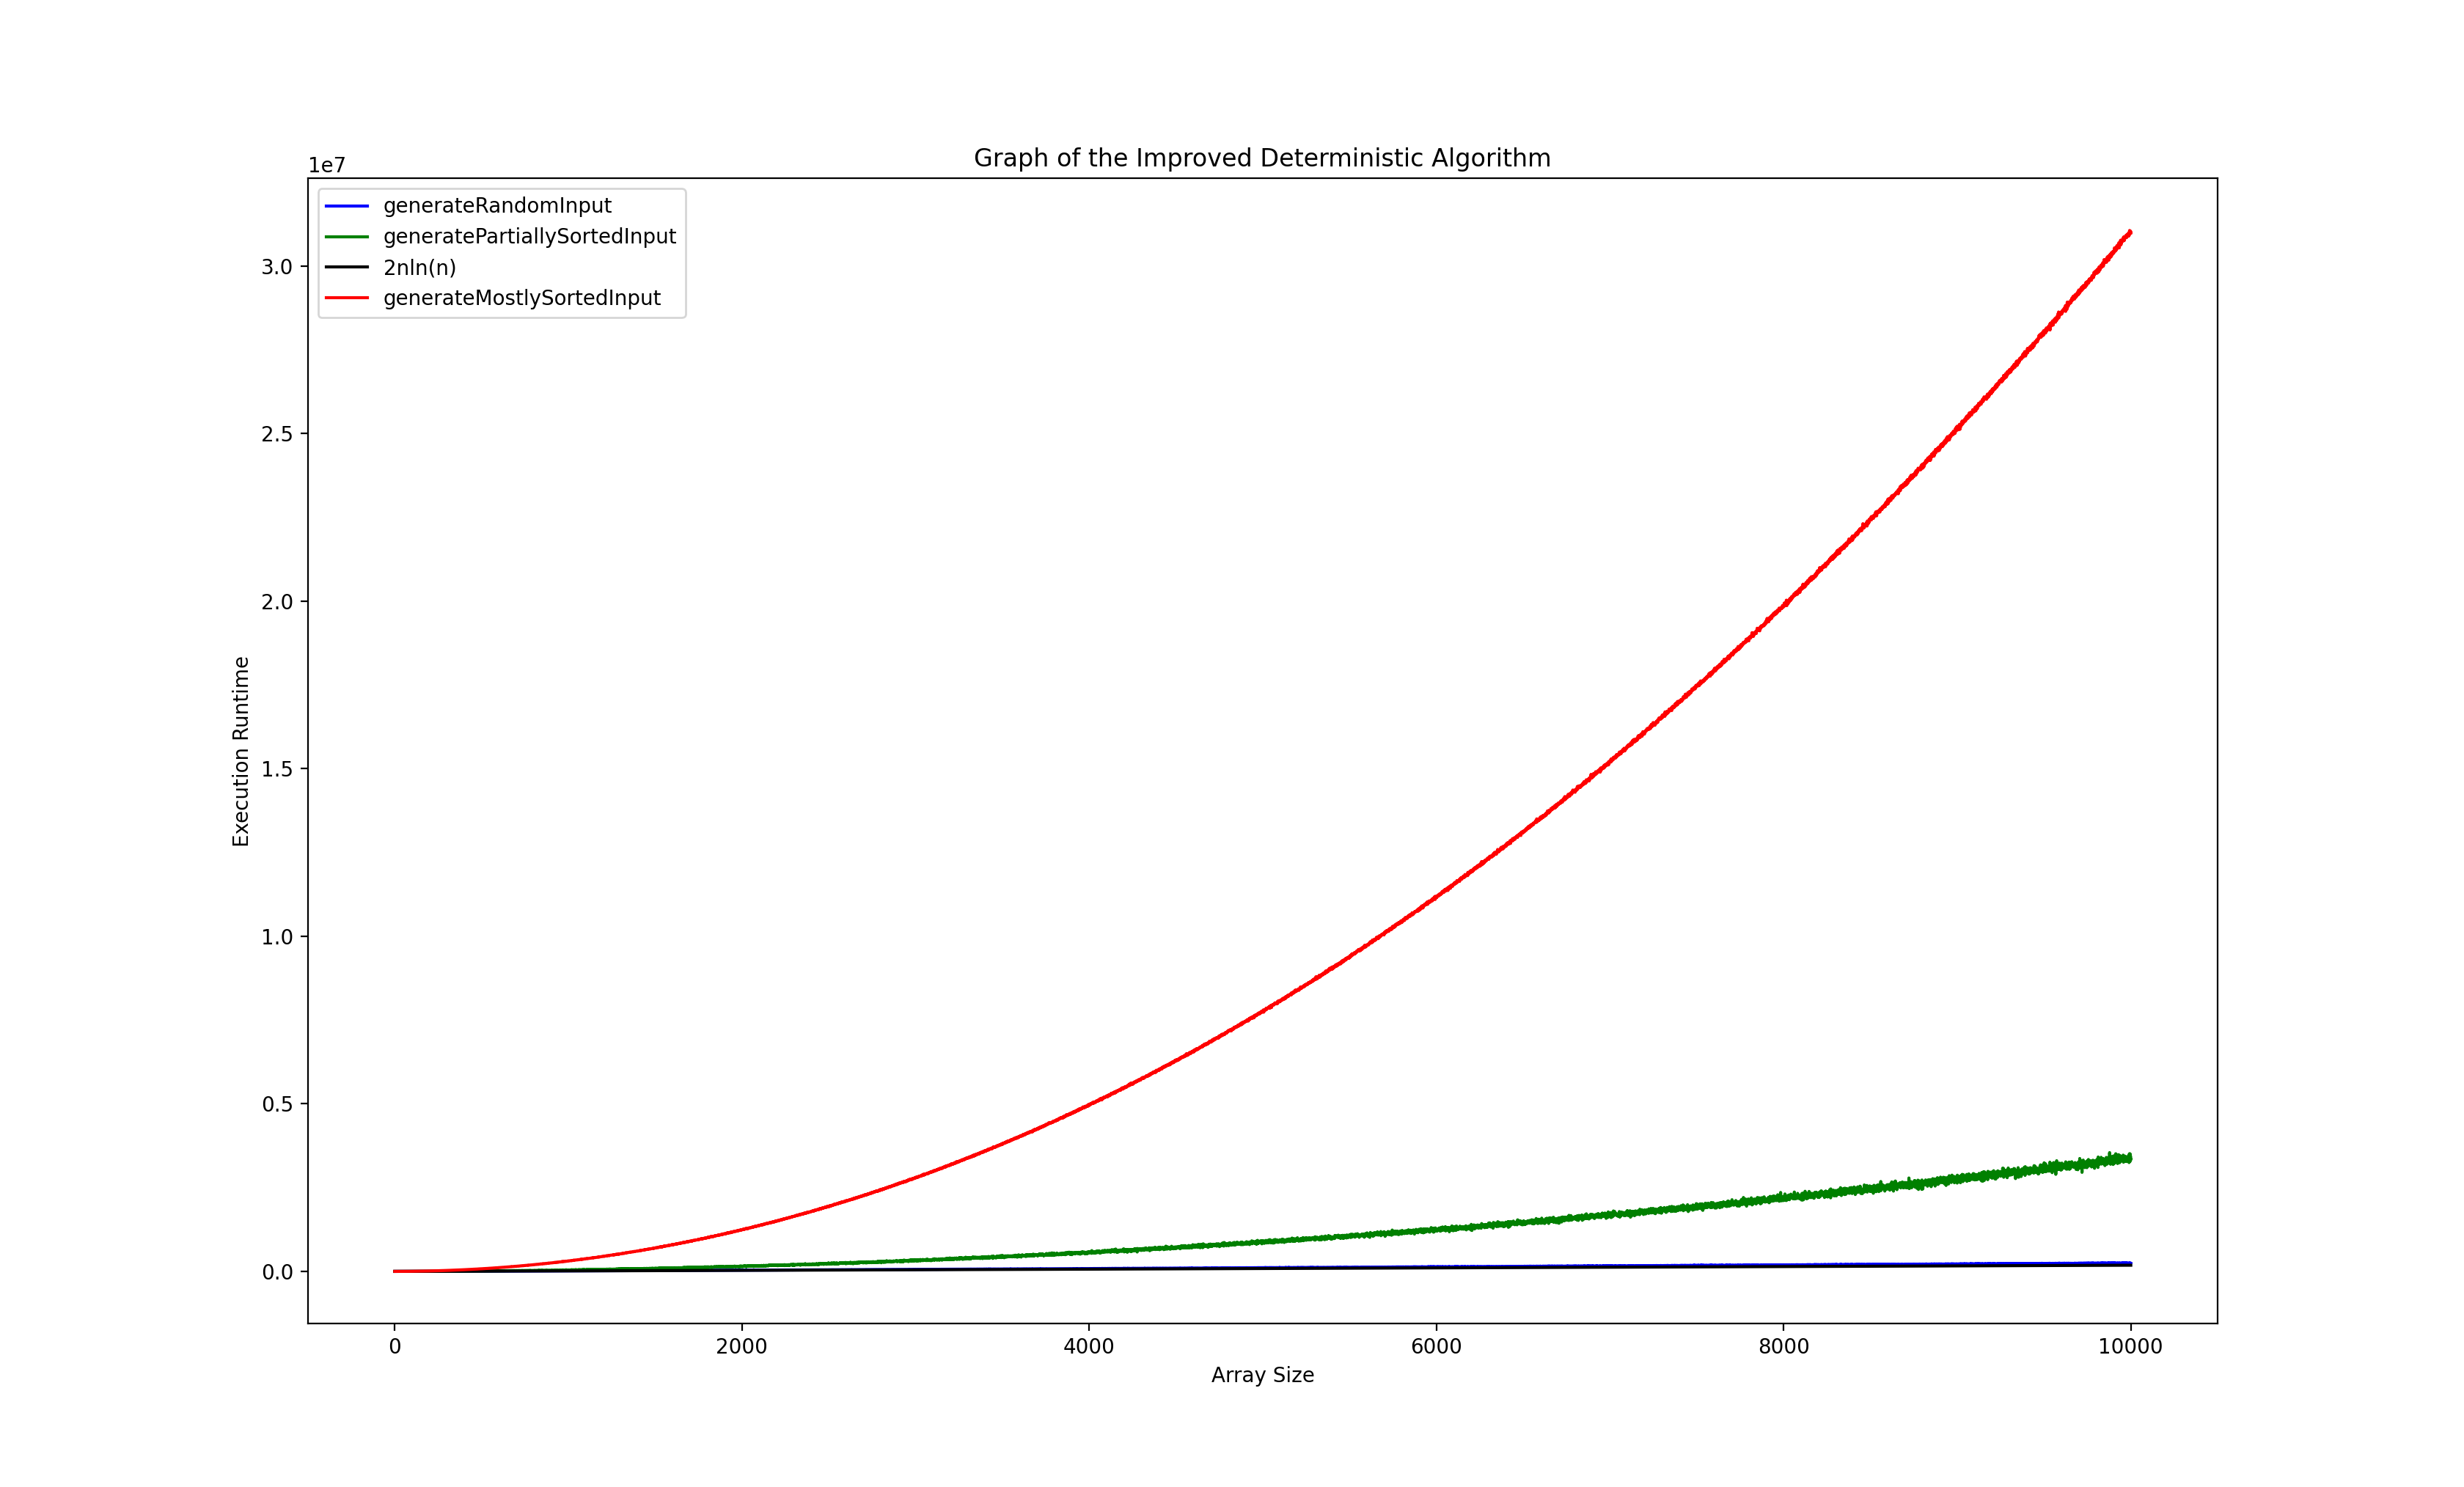 Graph of the Improved Deterministic Algorithm
1e7
generateRandomInput
generatePartiallySortedInput
2nln(n)
generateMostlySortedInput
3.0
2.5
2.0
1.5
1.0
0.5
0.0
Execution Runtime
0 2000 4000 6000 8000 10000
Array Size